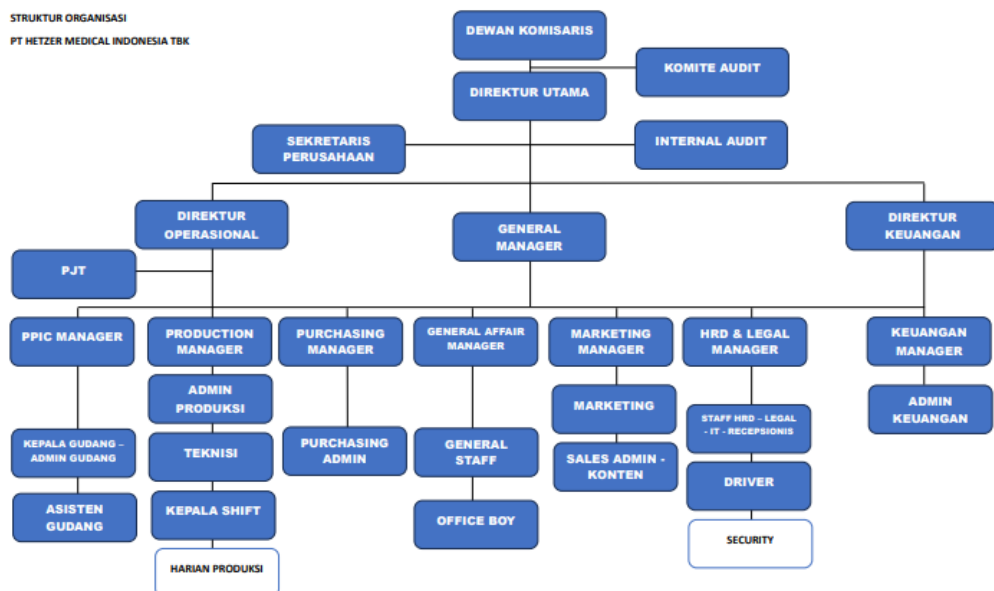 STRUKTUR ORGANISASI
PT HETZER MEDICAL INDONESIA TBK
DEWAN KOMISARIS
KOMITE AUDIT
DIREKTUR UTAMA
SEKRETARIS
PERUSAHAAN
INTERNAL AUDIT
DIREKTUR
OPERASIONAL
GENERAL
MANAGER
DIREKTUR
KEUANGAN
PJT
PPIC MANAGER
PRODUCTION
MANAGER
PURCHASING
MANAGER
GENERAL AFFAIR
MANAGER
MARKETING
MANAGER
HRD & LEGAL
MANAGER
KEUANGAN
MANAGER
ADMIN
PRODUKSI
MARKETING
ADMIN
KEUANGAN
KEPALA GUDANG –
ADMIN GUDANG
TEKNISI
PURCHASING
ADMIN
GENERAL
STAFF
SALES ADMIN -
KONTEN
STAFF HRD – LEGAL
- IT - RECEPSIONIS
ASISTEN
GUDANG
KEPALA SHIFT
OFFICE BOY
DRIVER
HARIAN PRODUKSI
SECURITY